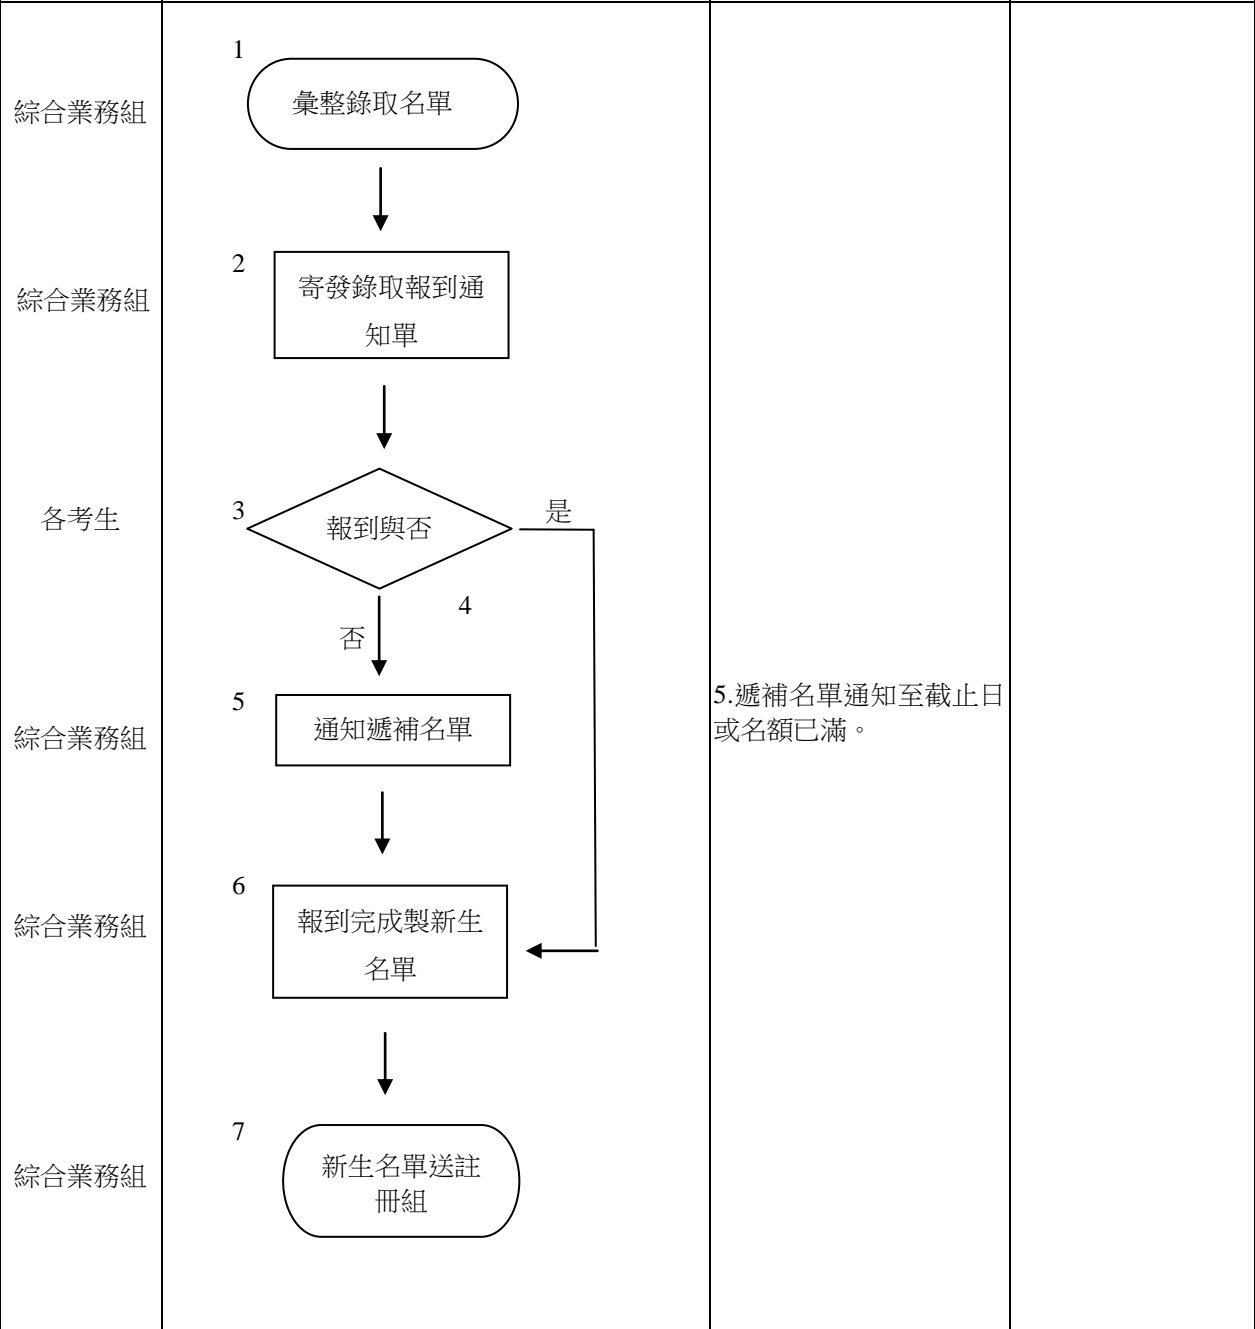 1
綜合業務組
彙整錄取名單
2
綜合業務組
寄發錄取報到通
知單
各考生
3
報到與否
是
4
否
5
綜合業務組
通知遞補名單
5.遞補名單通知至截止日
或名額已滿。
6
綜合業務組
報到完成製新生
名單
7
綜合業務組
新生名單送註
冊組